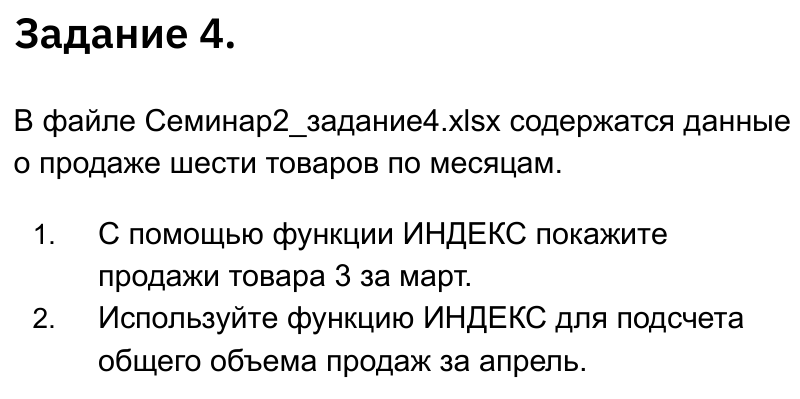 Задание 4.
В файле Семинар2_задание4.xlsx содержатся данные
о продаже шести товаров по месяцам.
1. С помощью функции ИНДЕКС покажите
продажи товара 3 за март.
2. Используйте функцию ИНДЕКС для подсчета
общего объема продаж за апрель.